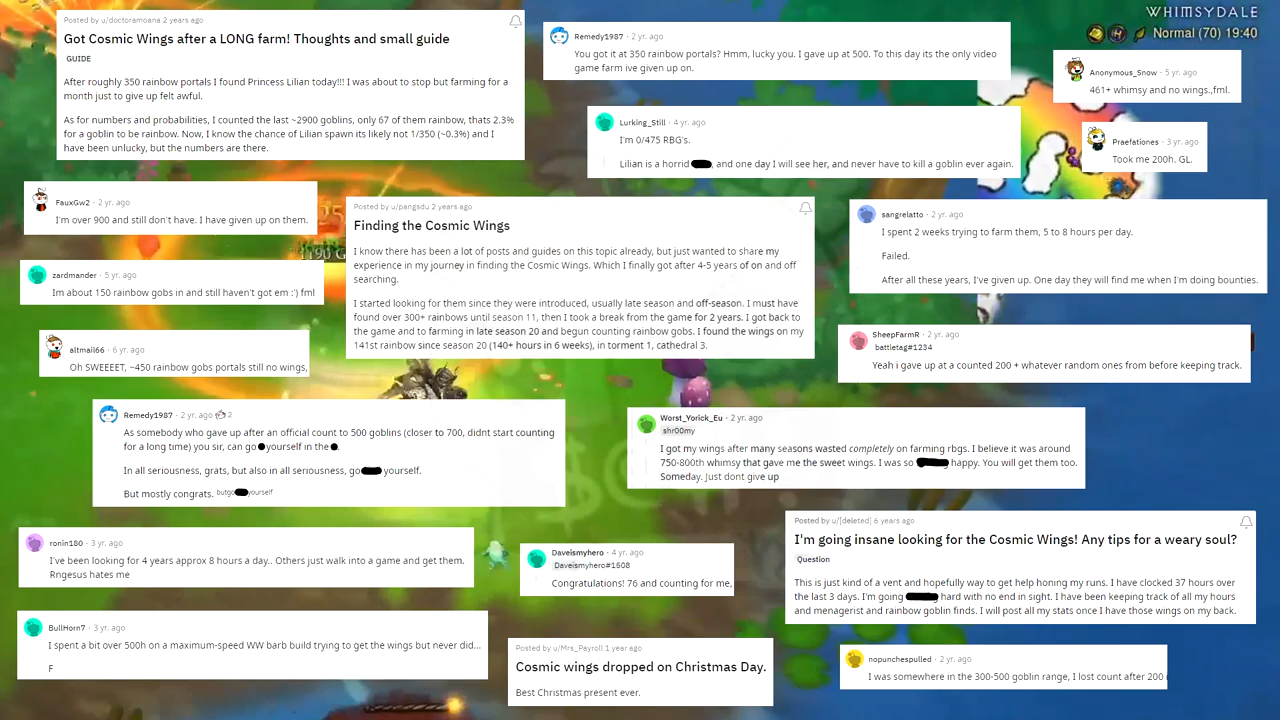 WHIMSYDALE
Normal (70) 19:40
Posted by u/doctoramoana 2 years ago
Got Cosmic Wings after a LONG farm! Thoughts and small guide
GUIDE
After roughly 350 rainbow portals I found Princess Lilian today!!! I was about to stop but farming for a
month just to give up felt awful.
As for numbers and probabilities, I counted the last ~2900 goblins, only 67 of them rainbow, thats 2.3%
for a goblin to be rainbow. Now, I know the chance of Lilian spawn its likely not 1/350 (~0.3%) and I
have been unlucky, but the numbers are there.
Remedy1987 · 2 yr. ago
You got it at 350 rainbow portals? Hmm, lucky you. I gave up at 500. To this day its the only video
game farm ive given up on.
Anonymous_Snow · 5 yr. ago
461+ whimsy and no wings.,fml.
Lurking_Still · 4 yr. ago
I'm 0/475 RBG's.
Lilian is a horrid , and one day I will see her, and never have to kill a goblin ever again.
Praefationes · 3 yr. ago
Took me 200h. GL.
FauxGw2 · 2 yr. ago
I'm over 900 and still don't have. I have given up on them.
Posted by u/pangsdu 2 years ago
Finding the Cosmic Wings
I know there has been a lot of posts and guides on this topic already, but just wanted to share my
experience in my journey in finding the Cosmic Wings. Which I finally got after 4-5 years of on and off
searching.
I started looking for them since they were introduced, usually late season and off-season. I must have
found over 300+ rainbows until season 11, then I took a break from the game for 2 years. I got back to
the game and to farming in late season 20 and begun counting rainbow gobs. I found the wings on my
141st rainbow since season 20 (140+ hours in 6 weeks), in torment 1, cathedral 3.
sangrelatto · 2 yr. ago
I spent 2 weeks trying to farm them, 5 to 8 hours per day.
Failed.
After all these years, I've given up. One day they will find me when I'm doing bounties.
zardmander · 5 yr. ago
Im about 150 rainbow gobs in and still haven't got em :') fml
altmail66 · 6 yr. ago
Oh SWEEEET, ~450 rainbow gobs portals still no wings,
SheepFarmR · 2 yr. ago
battletag#1234
Yeah i gave up at a counted 200 + whatever random ones from before keeping track.
Remedy1987 · 2 yr. ago 2
As somebody who gave up after an official count to 500 goblins (closer to 700, didnt start counting
for a long time) you sir, can go yourself in the .
In all seriousness, grats, but also in all seriousness, go yourself.
But mostly congrats. butgo yourself
Worst_Yorick_Eu · 2 yr. ago
shr00my
I got my wings after many seasons wasted completely on farming rbgs. I believe it was around
750-800th whimsy that gave me the sweet wings. I was so happy. You will get them too.
Someday. Just dont give up
ronin180 · 3 yr. ago
I've been looking for 4 years approx 8 hours a day.. Others just walk into a game and get them.
Rngesus hates me
Daveismyhero · 4 yr. ago
Daveismyhero#1508
Congratulations! 76 and counting for me,
Posted by u/[deleted] 6 years ago
I'm going insane looking for the Cosmic Wings! Any tips for a weary soul?
Question
This is just kind of a vent and hopefully way to get help honing my runs. I have clocked 37 hours over
the last 3 days. I'm going hard with no end in sight. I have been keeping track of all my hours
and menagerist and rainbow goblin finds. I will post all my stats once I have those wings on my back.
BullHorn7 · 3 yr. ago
I spent a bit over 500h on a maximum-speed WW barb build trying to get the wings but never did...
F
Posted by u/Mrs_Payroll 1 year ago
Cosmic wings dropped on Christmas Day.
Best Christmas present ever.
nopunchespulled · 2 yr. ago
I was somewhere in the 300-500 goblin range, I lost count after 200